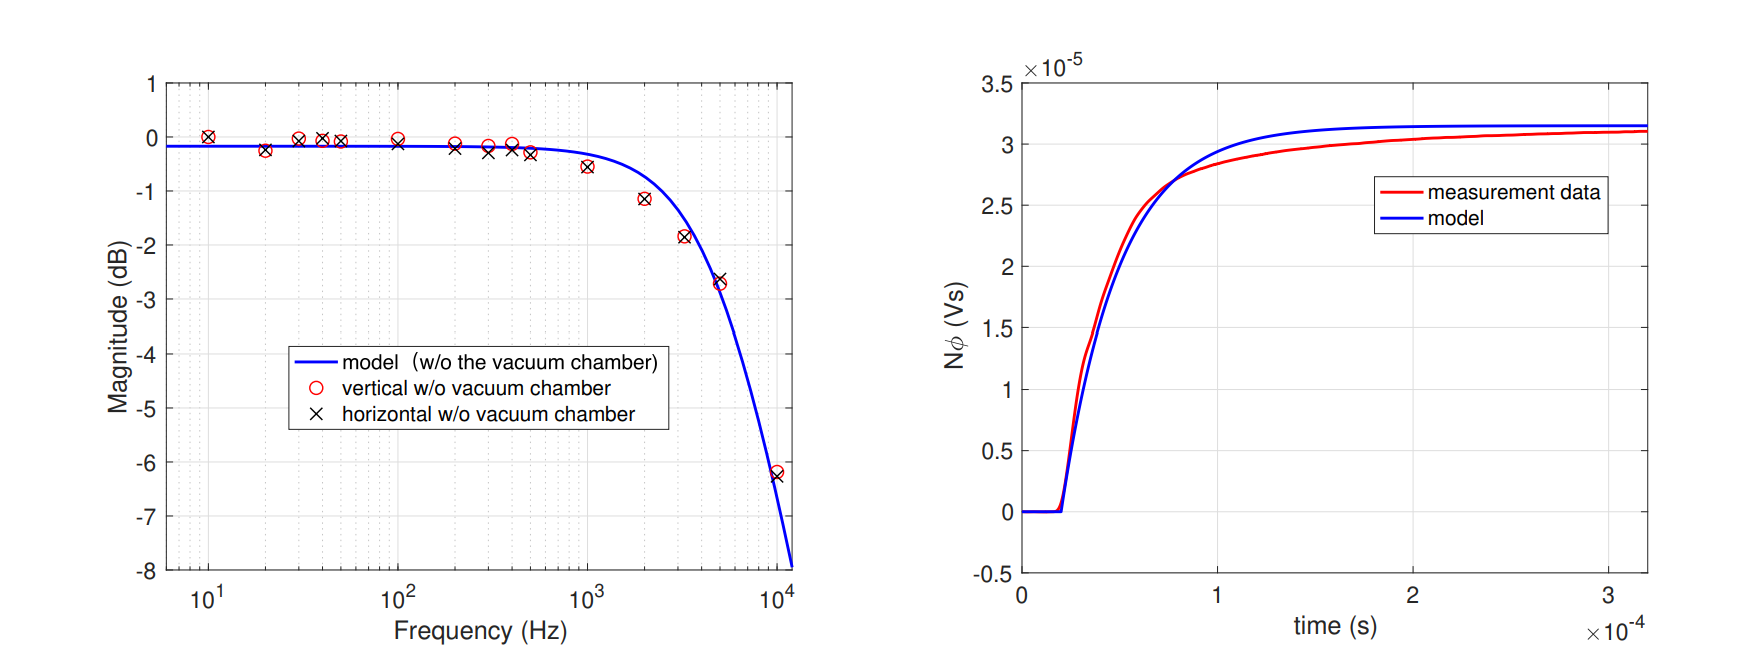 1
0
-1
-2
-3
-4
-5
-6
-7
-8
Magnitude (dB)
model（w/o the vacuum chamber)
vertical w/o vacuum chamber
horizontal w/o vacuum chamber
10^1 10^2 10^3 10^4
Frequency (Hz)
×10^-5
3.5
3
2.5
2
1.5
1
0.5
0
-0.5
Nϕ (Vs)
measurement data
model
0 1 2 3
time (s)
×10^-4